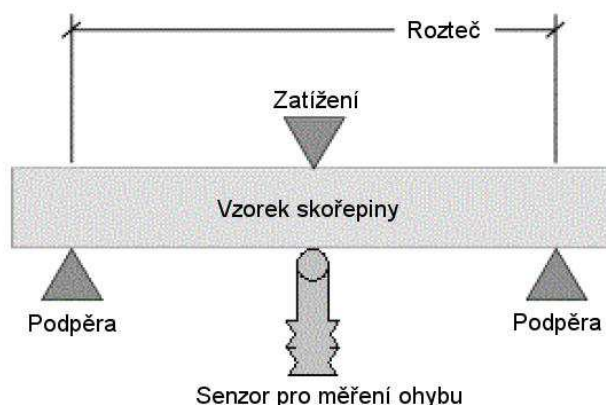 Rozteč
Zatížení
Vzorek skořepiny
Podpěra
Podpěra
Senzor pro měření ohybu